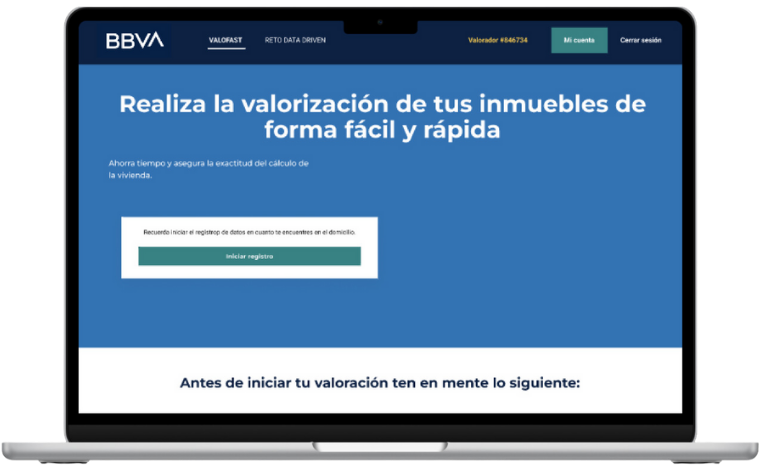 BBVA
VALOFAST
RETO DATA DRIVEN
Valorador #846734
Mi cuenta
Cerrar sesión
Realiza la valorización de tus inmuebles de
forma fácil y rápida
Ahorra tiempo y asegura la exactitud del cálculo de
la vivienda.
Recuerda iniciar el registrop de datos en cuanto te encuentres en el domicilio.
Iniciar registro
Antes de iniciar tu valoración ten en mente lo siguiente: